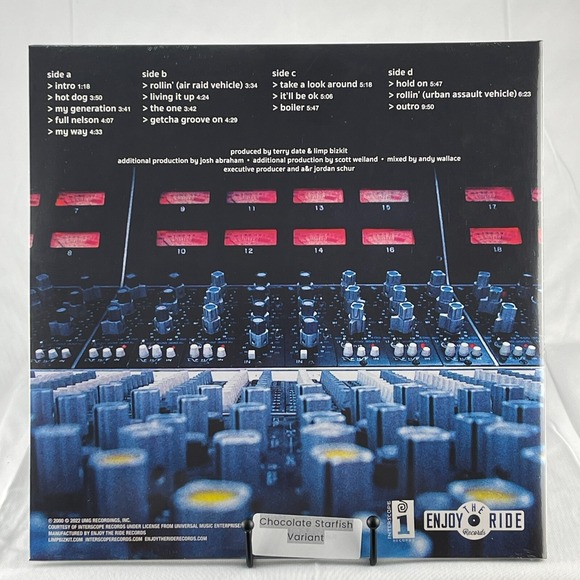 side a
> intro 1:18
> hot dog 3:50
> my generation 3:41
> full nelson 4:07
> my way 4:33
side b
> rollin' (air raid vehicle) 3:34
> living it up 4:24
> the one 3:42
> getcha groove on 4:29
side c
> take a look around 5:18
> it'll be ok 5:06
> boiler 5:47
side d
> hold on 5:47
> rollin' (urban assault vehicle) 6:23
> outro 9:50
produced by terry date & limp bizkit
additional production by josh abraham • additional production by scott weiland • mixed by andy wallace
executive producer and a&r jordan schur
7 9 11 13 15 17
8 10 12 14 16 18
℗ 2000 © 2022 UMG RECORDINGS, INC.
COURTESY OF INTERSCOPE RECORDS UNDER LICENSE FROM UNIVERSAL MUSIC ENTERPRISE
MANUFACTURED BY ENJOY THE RIDE RECORDS
LIMPBIZKIT.COM INTERSCOPERECORDS.COM ENJOYTHERIDERECORDS.COM
Chocolate Starfish
Variant
INTERSCOPE
records
ENJOY THE RIDE
Records